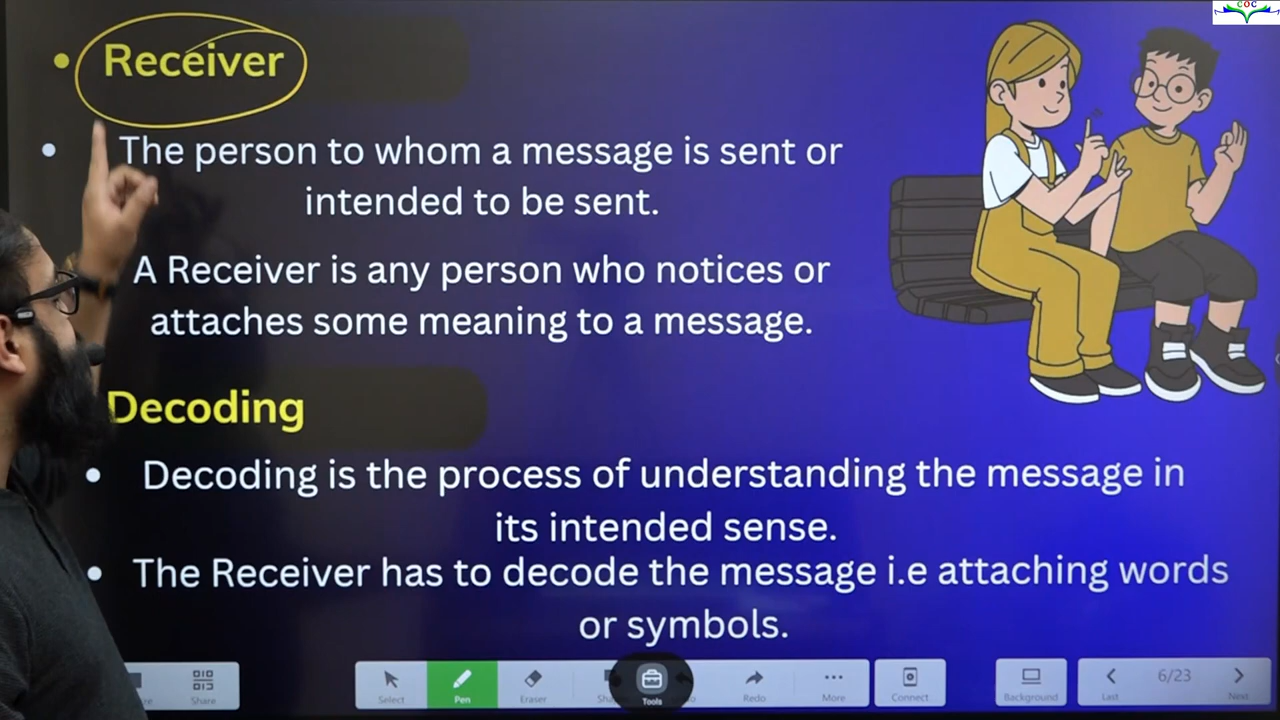 COC
• Receiver
• The person to whom a message is sent or
intended to be sent.
A Receiver is any person who notices or
attaches some meaning to a message.
Decoding
• Decoding is the process of understanding the message in
its intended sense.
• The Receiver has to decode the message i.e attaching words
or symbols.
Share Select Pen Eraser Tools Redo More Connect Background Last 6/23 Next